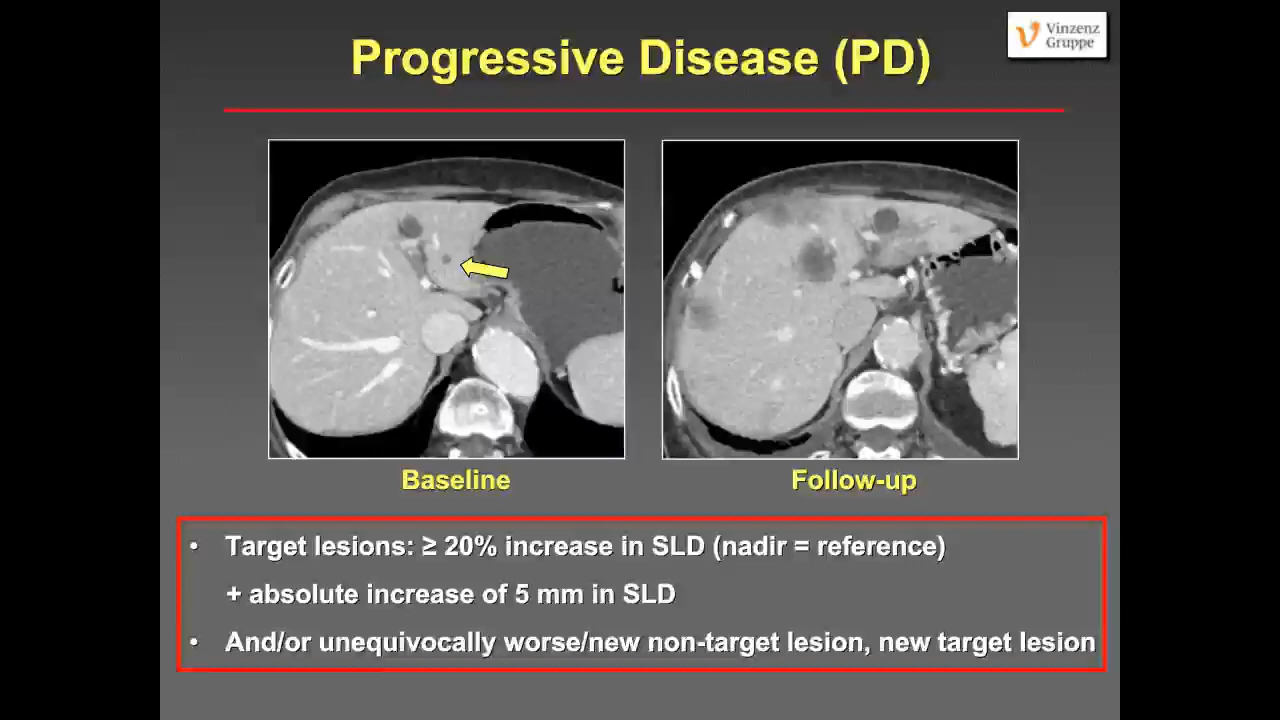 Vinzenz
Gruppe
Progressive Disease (PD)
Baseline
Follow-up
• Target lesions: ≥ 20% increase in SLD (nadir = reference)
+ absolute increase of 5 mm in SLD
• And/or unequivocally worse/new non-target lesion, new target lesion